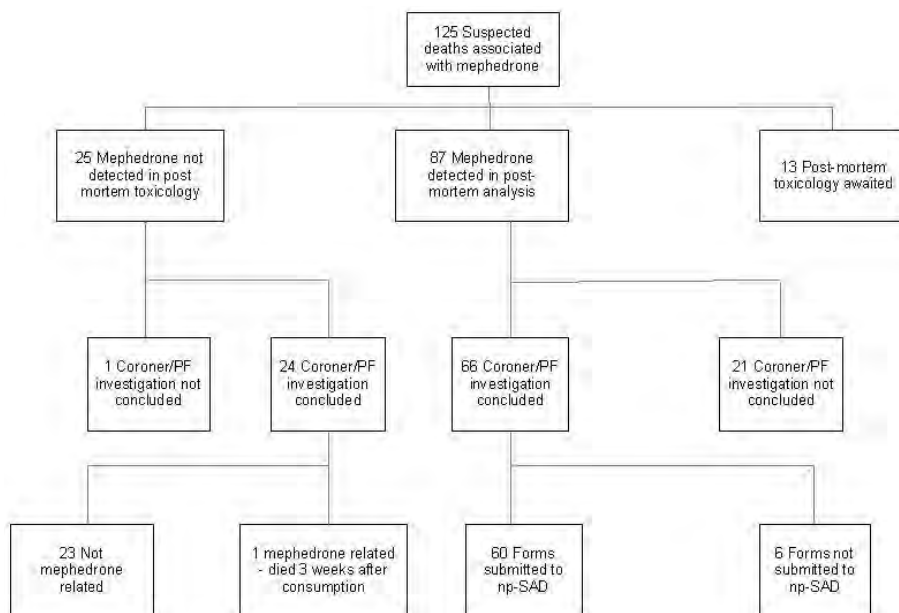 125 Suspected
deaths associated
with mephedrone
25 Mephedrone not
detected in post
mortem toxicology
87 Mephedrone
detected in post-
mortem analysis
13 Post-mortem
toxicology awaited
1 Coroner/PF
investigation not
concluded
24 Coroner/PF
investigation
concluded
66 Coroner/PF
investigation
concluded
21 Coroner/PF
investigation not
concluded
23 Not
mephedrone
related
1 mephedrone related
- died 3 weeks after
consumption
60 Forms
submitted to
np-SAD
6 Forms not
submitted to
np-SAD